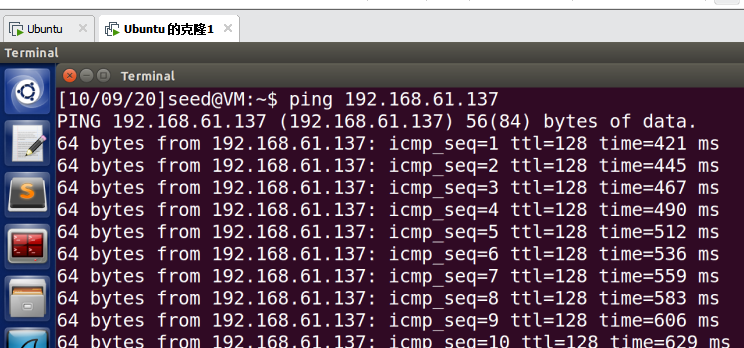 Ubuntu
Ubuntu 的克隆1
Terminal
Terminal
[10/09/20]seed@VM:~$ ping 192.168.61.137
PING 192.168.61.137 (192.168.61.137) 56(84) bytes of data.
64 bytes from 192.168.61.137: icmp_seq=1 ttl=128 time=421 ms
64 bytes from 192.168.61.137: icmp_seq=2 ttl=128 time=445 ms
64 bytes from 192.168.61.137: icmp_seq=3 ttl=128 time=467 ms
64 bytes from 192.168.61.137: icmp_seq=4 ttl=128 time=490 ms
64 bytes from 192.168.61.137: icmp_seq=5 ttl=128 time=512 ms
64 bytes from 192.168.61.137: icmp_seq=6 ttl=128 time=536 ms
64 bytes from 192.168.61.137: icmp_seq=7 ttl=128 time=559 ms
64 bytes from 192.168.61.137: icmp_seq=8 ttl=128 time=583 ms
64 bytes from 192.168.61.137: icmp_seq=9 ttl=128 time=606 ms
64 bytes from 192.168.61.137: icmp_seq=10 ttl=128 time=629 ms